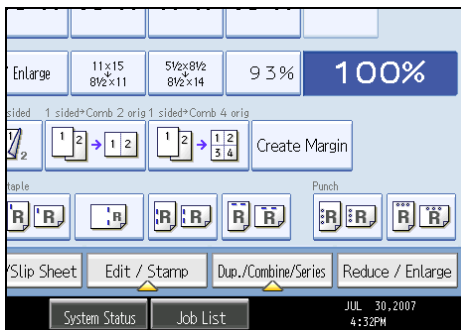 Enlarge
11×15
8½×11
5½×8½
8½×14
93%
100%
sided
1 sided→Comb 2 orig
1 sided→Comb 4 orig
2
1 2 → 1 2
1 2 → 1 2 3 4
Create Margin
taple
Punch
R R
R
R R
R R
R R
R R
/Slip Sheet
Edit / Stamp
Dup./Combine/Series
Reduce / Enlarge
System Status
Job List
JUL 30,2007
4:32PM